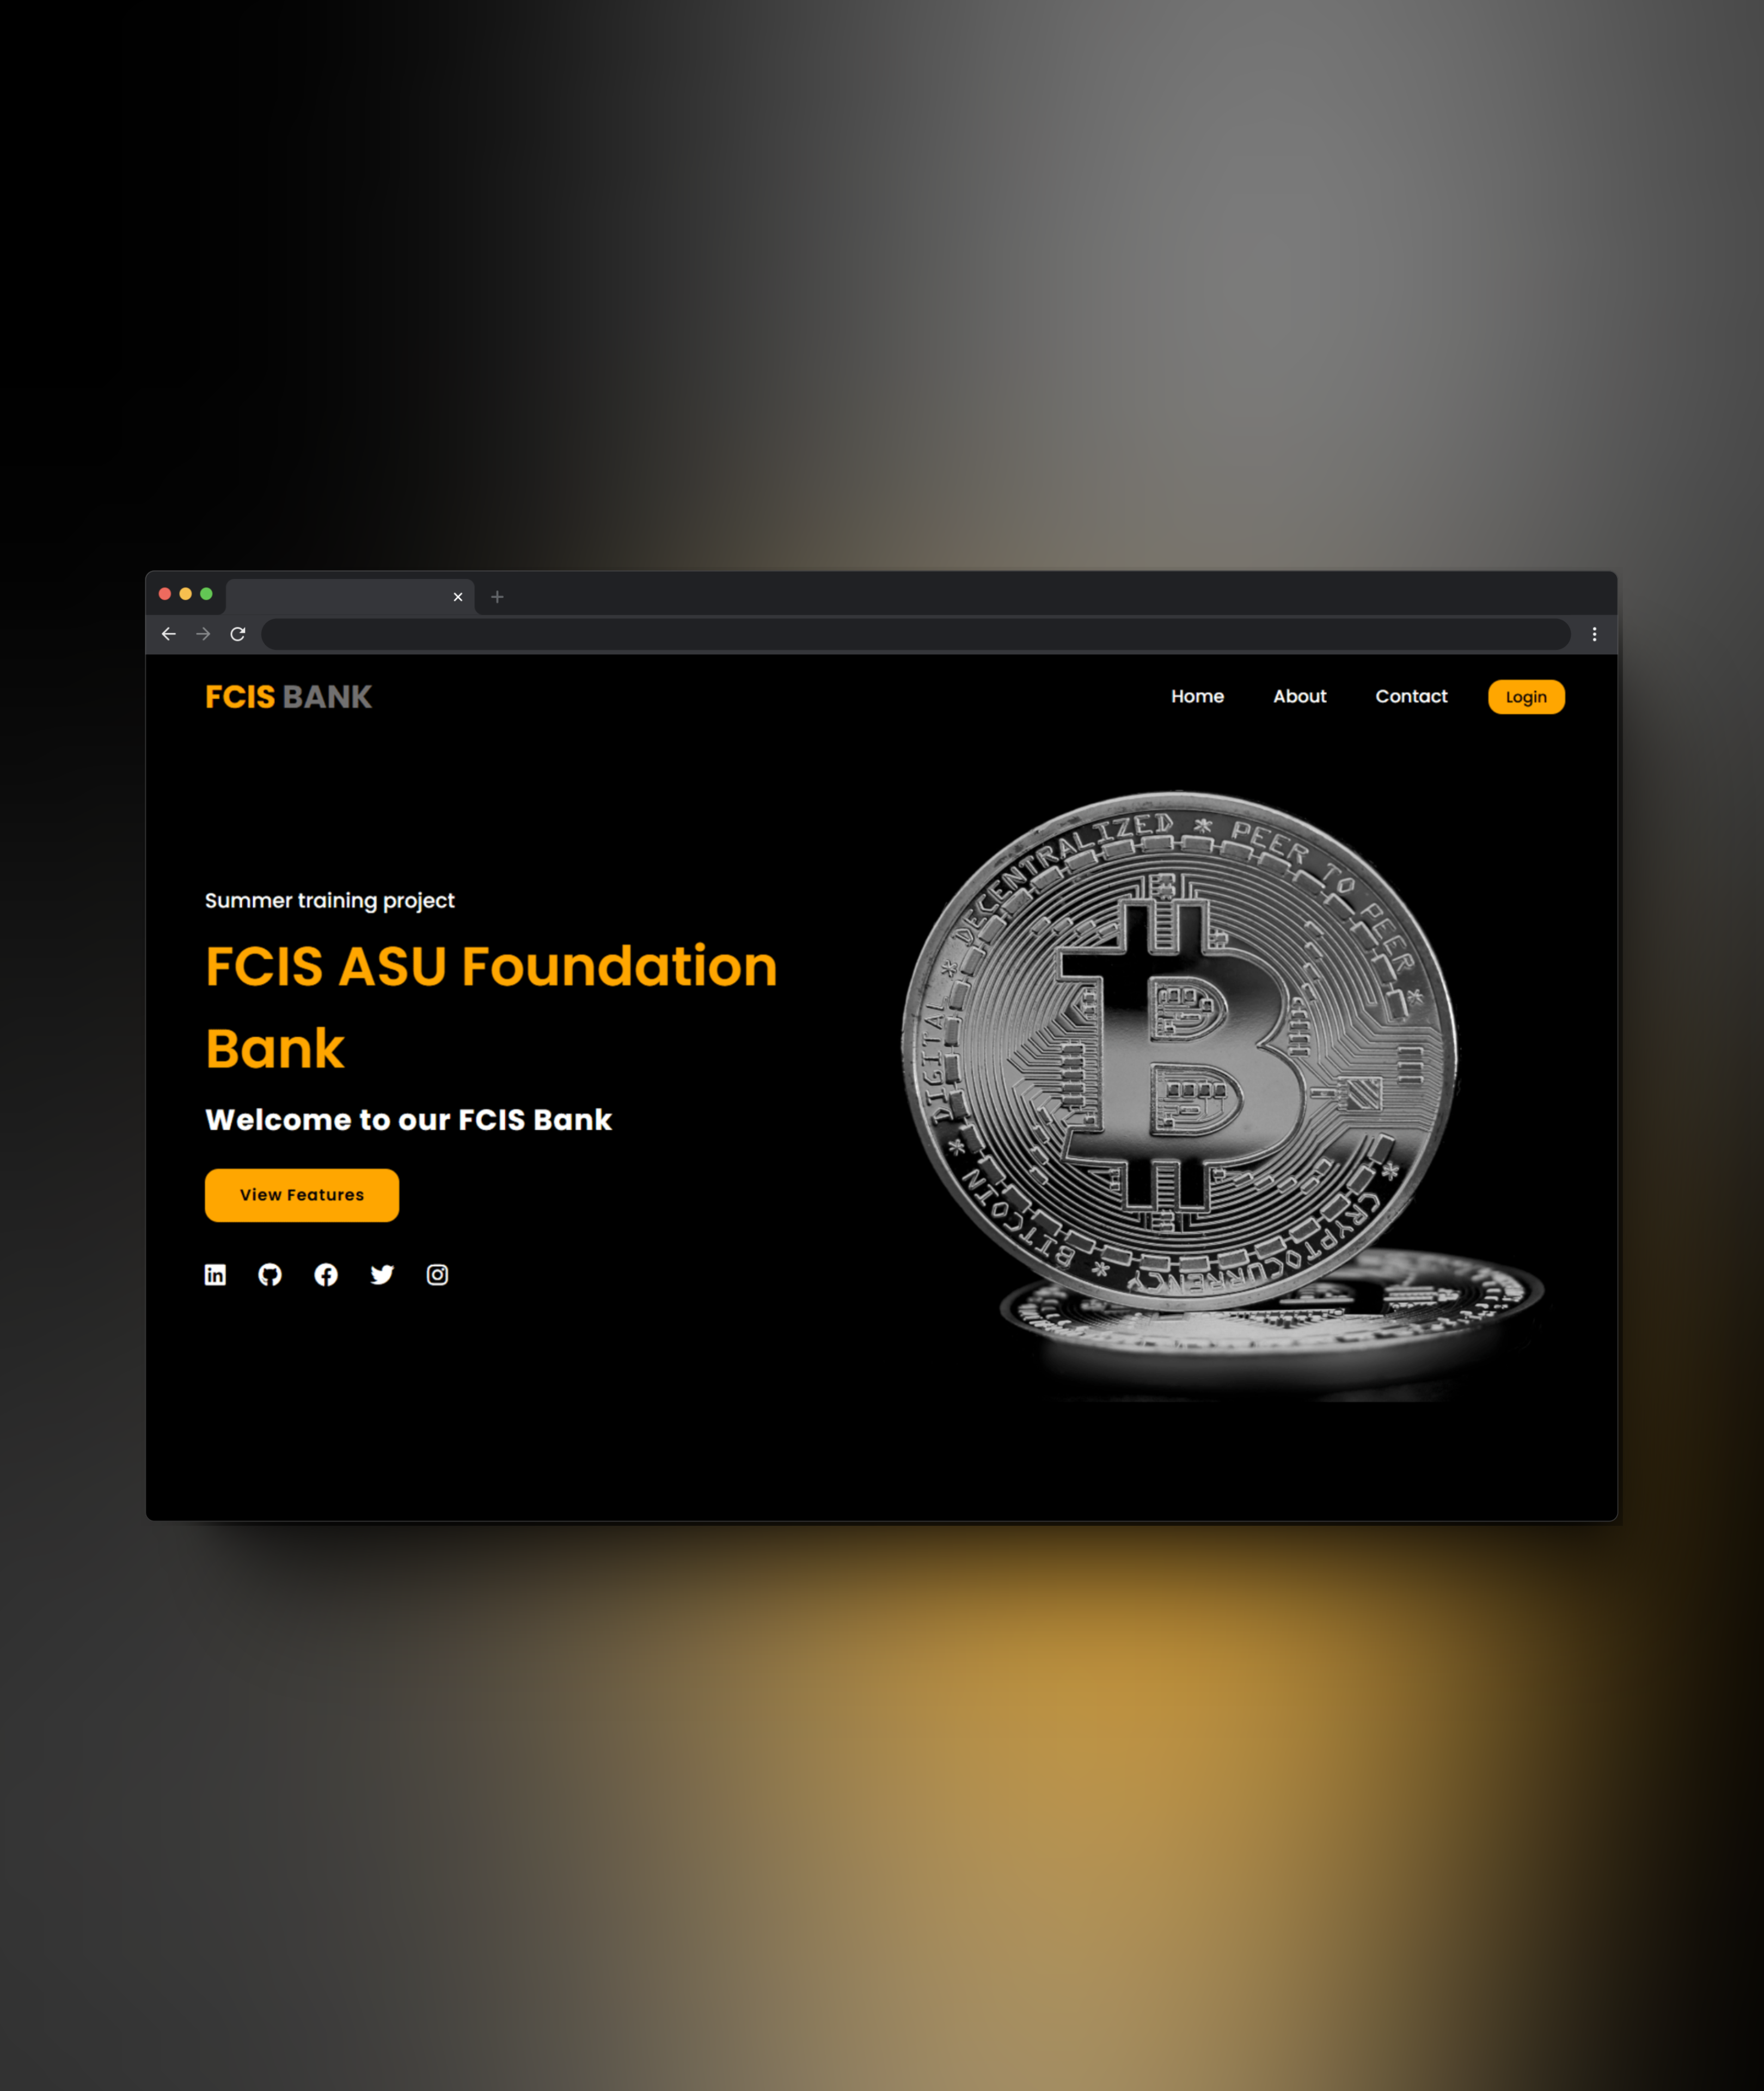 FCIS BANK
Home About Contact Login
Summer training project
FCIS ASU Foundation
Bank
Welcome to our FCIS Bank
View Features
in
* DECENTRALIZED * PEER TO PEER * CRYPTOCURRENCY * BITCOIN * DIGITAL